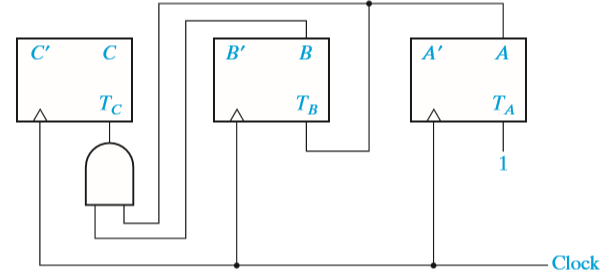 C′ C B′ B A′ A
T_C T_B T_A
1
Clock